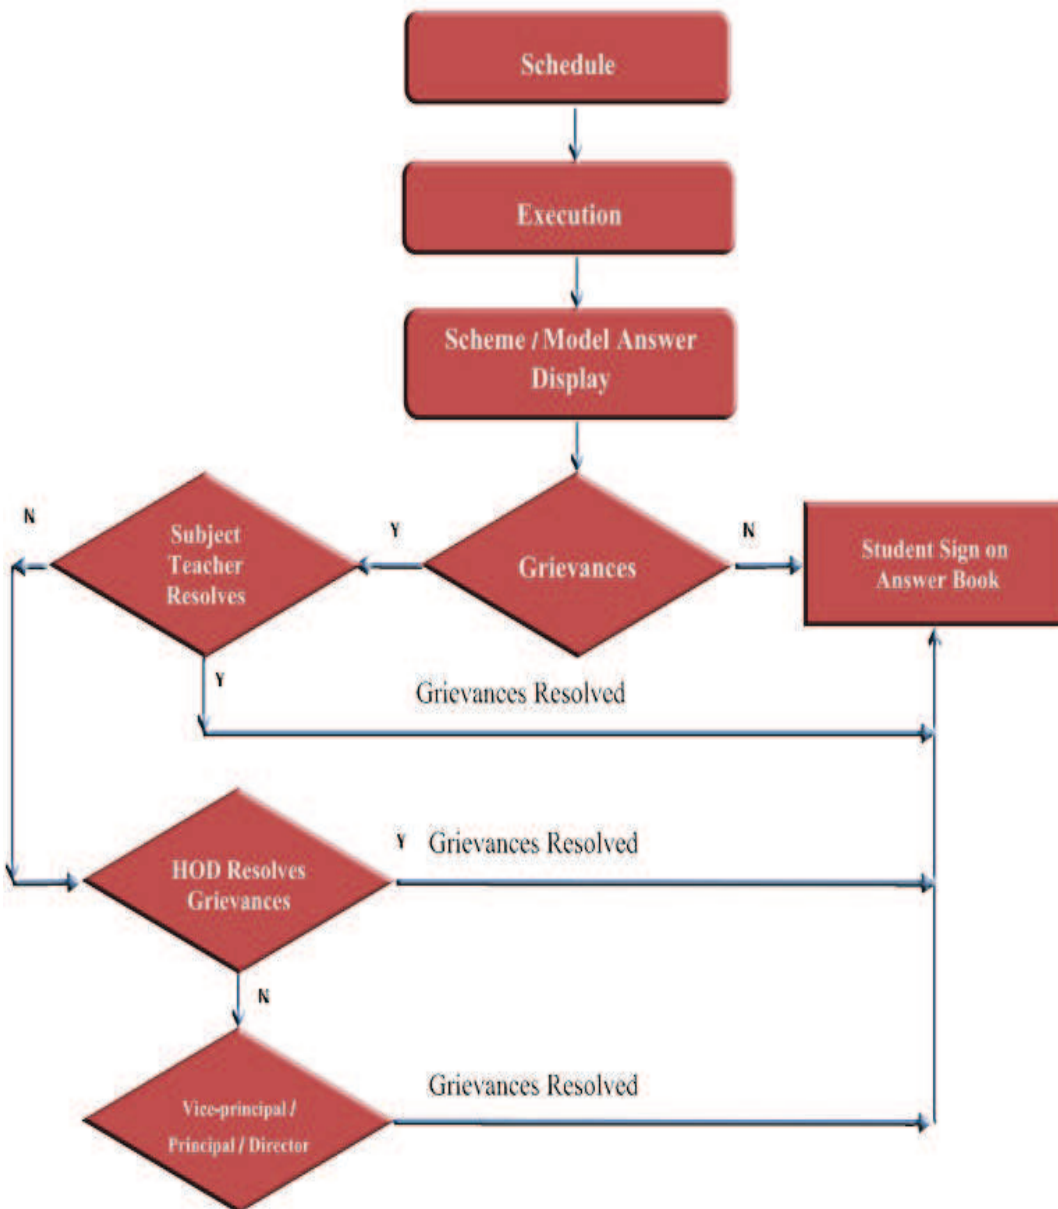 Schedule
Execution
Scheme / Model Answer
Display
N
Subject
Teacher
Resolves
Y
Grievances
N
Student Sign on
Answer Book
Y
Grievances Resolved
HOD Resolves
Grievances
Y
Grievances Resolved
N
Vice-principal /
Principal / Director
Grievances Resolved